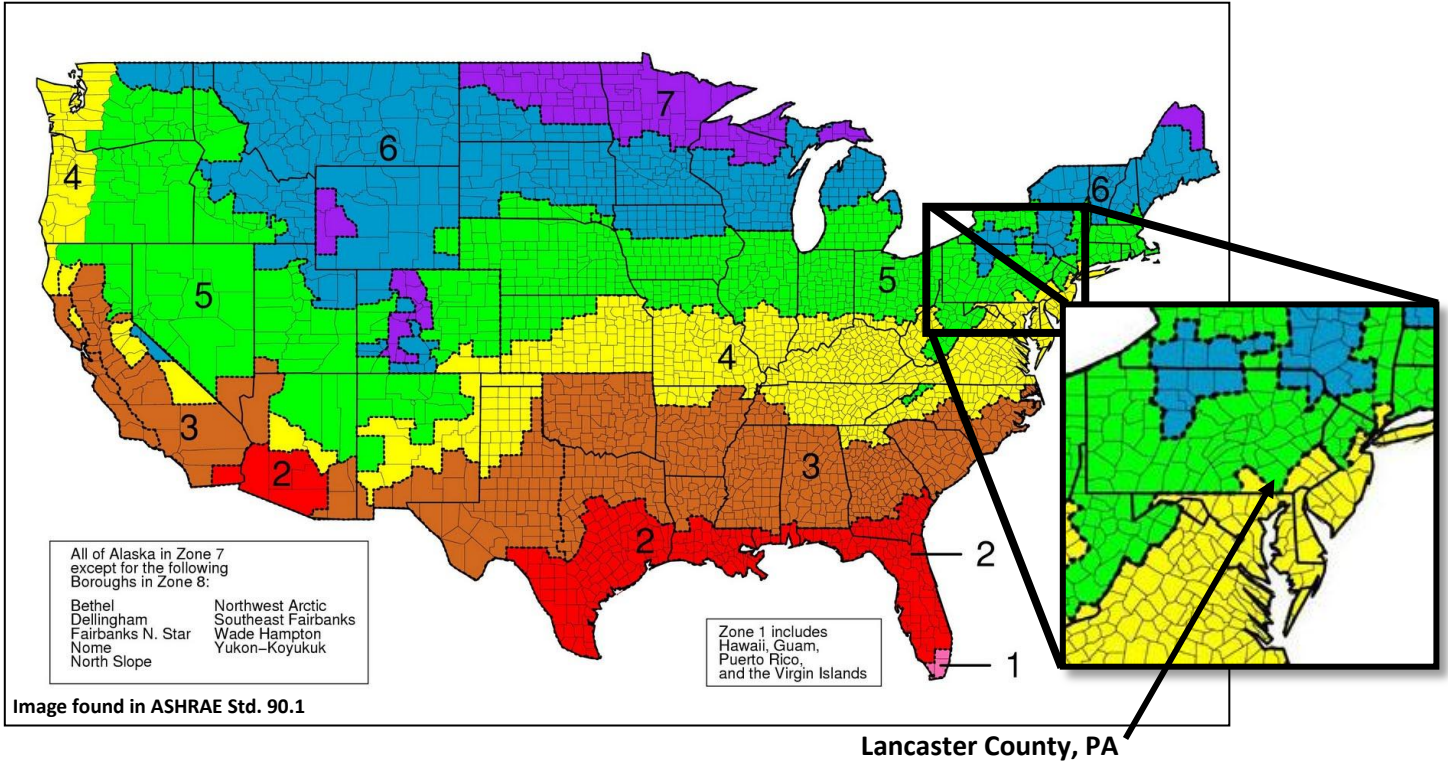 7
6
6
4
5
5
4
3
3
2
2
2
1
All of Alaska in Zone 7
except for the following
Boroughs in Zone 8:
Bethel Northwest Arctic
Dellingham Southeast Fairbanks
Fairbanks N. Star Wade Hampton
Nome Yukon-Koyukuk
North Slope
Zone 1 includes
Hawaii, Guam,
Puerto Rico,
and the Virgin Islands
Image found in ASHRAE Std. 90.1
Lancaster County, PA